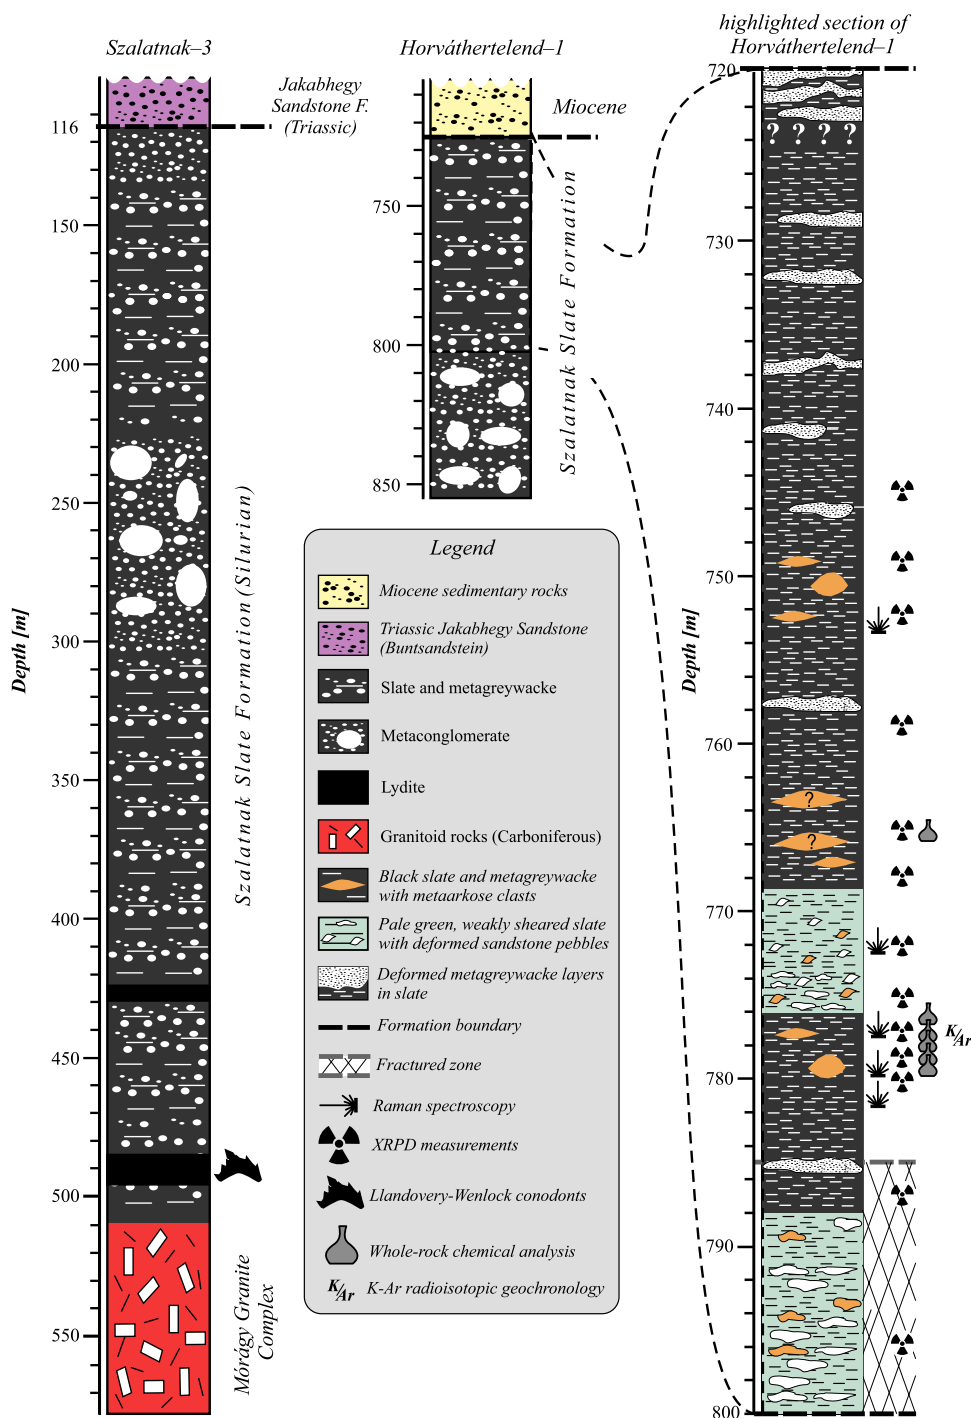 Szalatnak–3
Horváthertelend–1
highlighted section of
Horváthertelend–1
Jakabhegy
Sandstone F.
(Triassic)
Miocene
116
150
200
250
300
350
400
450
500
550
Depth [m]
Szalatnak Slate Formation (Silurian)
Mórágy Granite
Complex
750
800
850
Szalatnak Slate Formation
720
730
740
750
760
770
780
790
800
Depth [m]
? ? ? ?
?
?
K/Ar
Legend
Miocene sedimentary rocks
Triassic Jakabhegy Sandstone
(Buntsandstein)
Slate and metagreywacke
Metaconglomerate
Lydite
Granitoid rocks (Carboniferous)
Black slate and metagreywacke
with metaarkose clasts
Pale green, weakly sheared slate
with deformed sandstone pebbles
Deformed metagreywacke layers
in slate
Formation boundary
Fractured zone
Raman spectroscopy
XRPD measurements
Llandovery-Wenlock conodonts
Whole-rock chemical analysis
K/Ar K-Ar radioisotopic geochronology